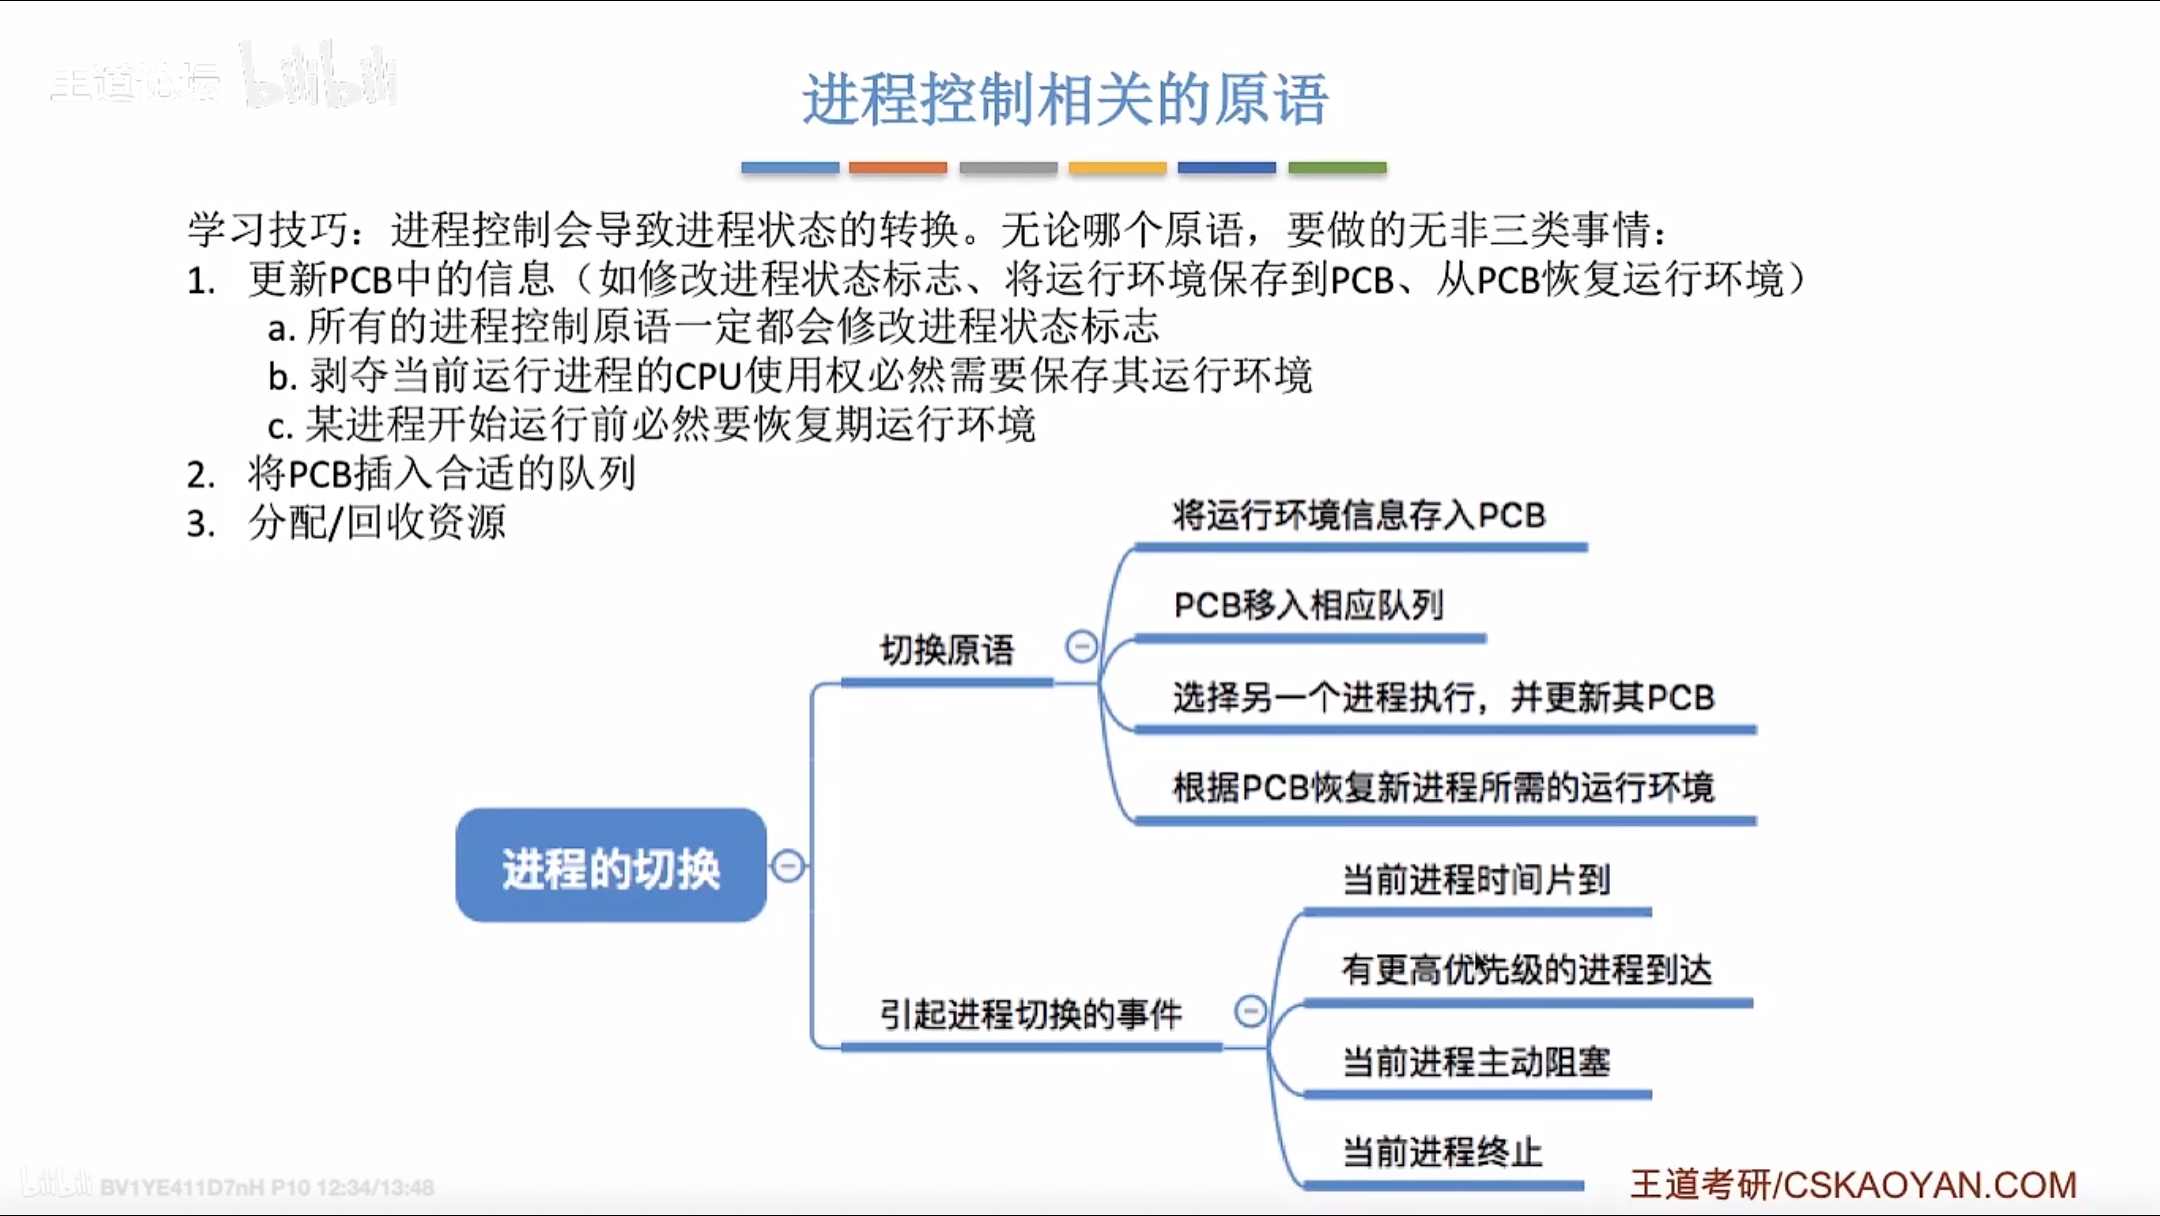 王道论坛 bilibili
进程控制相关的原语
学习技巧：进程控制会导致进程状态的转换。无论哪个原语，要做的无非三类事情：
1. 更新PCB中的信息（如修改进程状态标志、将运行环境保存到PCB、从PCB恢复运行环境）
a. 所有的进程控制原语一定都会修改进程状态标志
b. 剥夺当前运行进程的CPU使用权必然需要保存其运行环境
c. 某进程开始运行前必然要恢复期运行环境
2. 将PCB插入合适的队列
3. 分配/回收资源
进程的切换
切换原语
将运行环境信息存入PCB
PCB移入相应队列
选择另一个进程执行，并更新其PCB
根据PCB恢复新进程所需的运行环境
引起进程切换的事件
当前进程时间片到
有更高优先级的进程到达
当前进程主动阻塞
当前进程终止
bilibili BV1YE411D7nH P10 12:34/13:48
王道考研/CSKAOYAN.COM